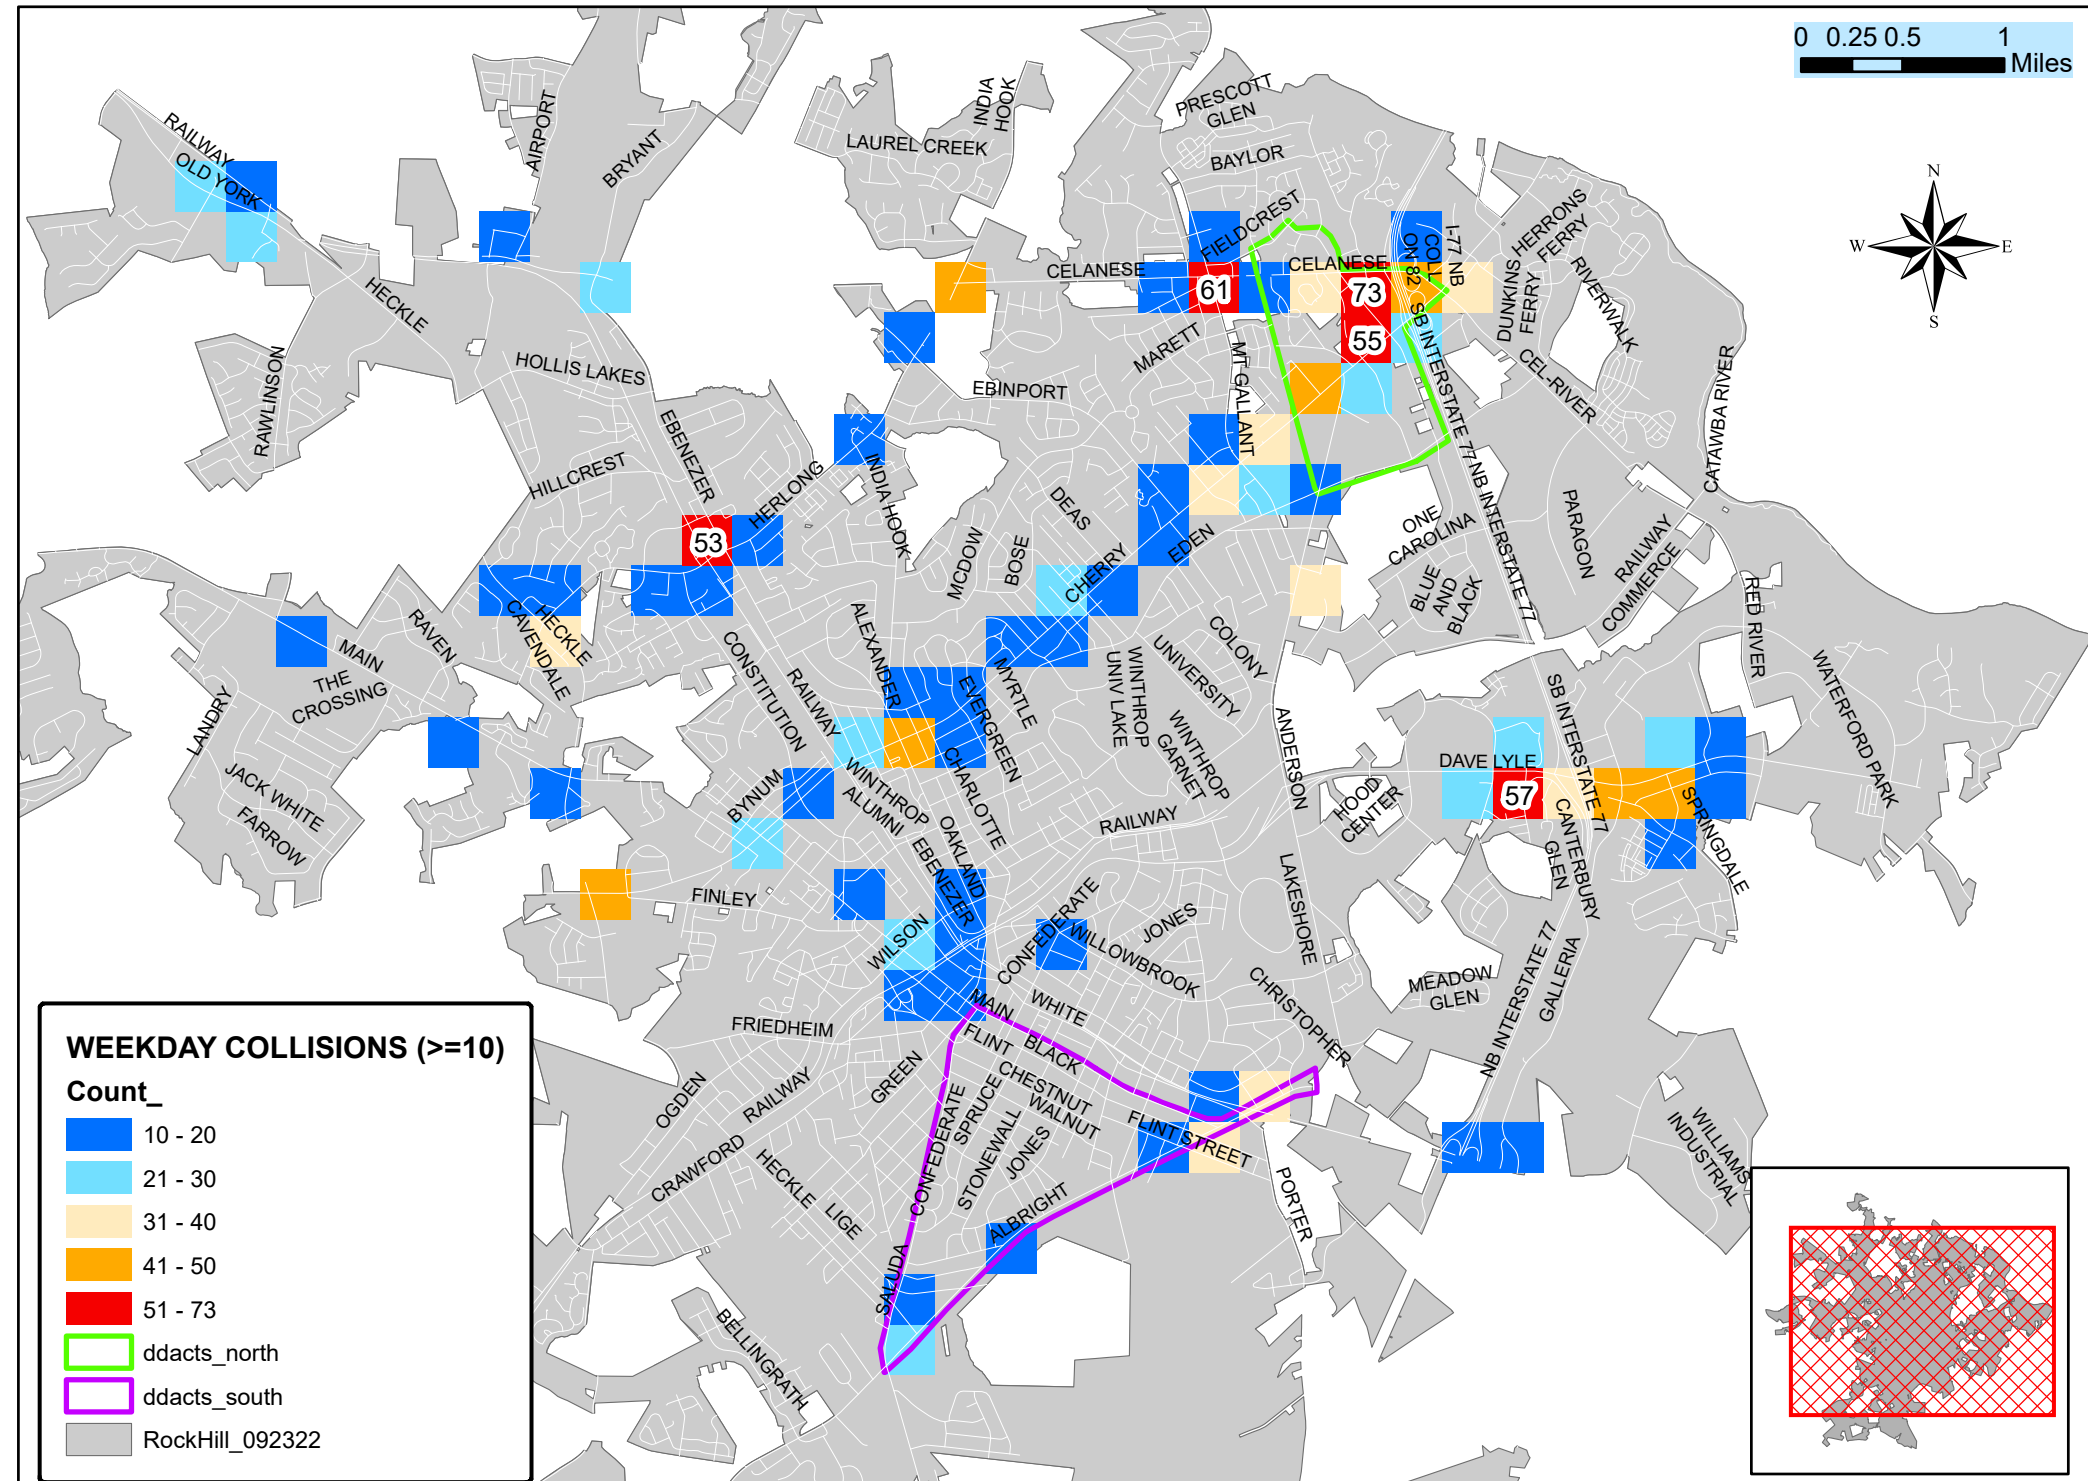 0 0.25 0.5 1
Miles
N
W E
S
PRESCOTT
GLEN
INDIA
HOOK
LAUREL CREEK
BAYLOR
AIRPORT
BRYANT
RAILWAY
OLD YORK
FIELDCREST
I-77 NB
COLL
ON 82
HERRONS
FERRY
CELANESE
CELANESE
DUNKINS
FERRY
RIVERWALK
HECKLE
61
73
55
SB INTERSTATE 77
MARETT
MT GALLANT
HOLLIS LAKES
EBINPORT
CEL-RIVER
RAWLINSON
CATAWBA RIVER
EBENEZER
HILLCREST
HERLONG
INDIA HOOK
NB INTERSTATE 77
DEAS
PARAGON
ONE
CAROLINA
RAILWAY
COMMERCE
53
MCDOW
BOSE
EDEN
CHERRY
BLUE
AND
BLACK
RED RIVER
RAVEN
CAVENDALE
HECKLE
ALEXANDER
COLONY
MAIN
THE
CROSSING
CONSTITUTION
RAILWAY
MYRTLE
EVERGREEN
WINTHROP
UNIV LAKE
UNIVERSITY
WATERFORD PARK
SB INTERSTATE 77
LANDRY
WINTHROP
GARNET
ANDERSON
CHARLOTTE
DAVE LYLE
JACK WHITE
FARROW
BYNUM
WINTHROP
ALUMNI
57
HOOD
CENTER
CANTERBURY
GLEN
SPRINGDALE
RAILWAY
OAKLAND
EBENEZER
FINLEY
LAKESHORE
CONFEDERATE
JONES
WILLOWBROOK
WILSON
NB INTERSTATE 77
GALLERIA
MEADOW
GLEN
CHRISTOPHER
MAIN
WHITE
FRIEDHEIM
FLINT
BLACK
CHESTNUT
WALNUT
OGDEN
RAILWAY
GREEN
CONFEDERATE
SPRUCE
STONEWALL
JONES
FLINT STREET
WILLIAMS
INDUSTRIAL
CRAWFORD
HECKLE
LIGE
ALBRIGHT
PORTER
SALUDA
BELLINGRATH
WEEKDAY COLLISIONS (>=10)
Count_
10 - 20
21 - 30
31 - 40
41 - 50
51 - 73
ddacts_north
ddacts_south
RockHill_092322